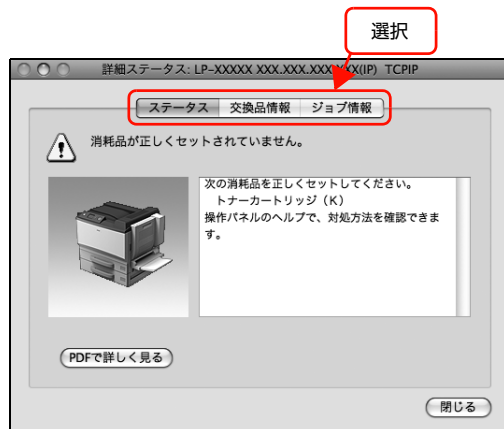 選択
詳細ステータス: LP-XXXXX XXX.XXX.XXX.XXX(IP) TCPIP
ステータス 交換品情報 ジョブ情報
消耗品が正しくセットされていません。
次の消耗品を正しくセットしてください。
トナーカートリッジ（K）
操作パネルのヘルプで、対処方法を確認できま
す。
PDFで詳しく見る
閉じる